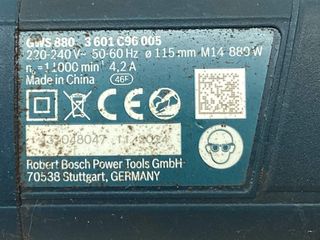 GWS 880 3 601 C96 005
220-240 V~ 50-60 Hz ø 115 mm M14 880 W
n₀=11000 min⁻¹ 4,2 A
Made in China 46F
Robert Bosch Power Tools GmbH
70538 Stuttgart, GERMANY